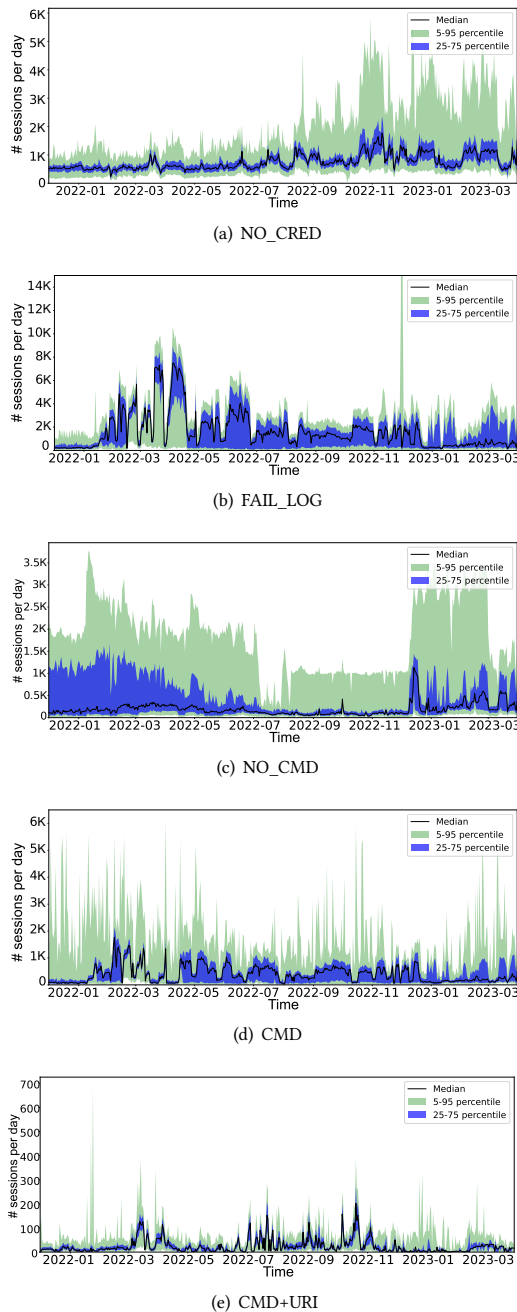 6K
5K
4K
3K
2K
1K
0
# sessions per day
Median
5-95 percentile
25-75 percentile
2022-01 2022-03 2022-05 2022-07 2022-09 2022-11 2023-01 2023-03
Time
(a) NO_CRED
14K
12K
10K
8K
6K
4K
2K
0
# sessions per day
Median
5-95 percentile
25-75 percentile
2022-01 2022-03 2022-05 2022-07 2022-09 2022-11 2023-01 2023-03
Time
(b) FAIL_LOG
3.5K
3K
2.5K
2K
1.5K
1K
0.5K
0
# sessions per day
Median
5-95 percentile
25-75 percentile
2022-01 2022-03 2022-05 2022-07 2022-09 2022-11 2023-01 2023-03
Time
(c) NO_CMD
6K
5K
4K
3K
2K
1K
0
# sessions per day
Median
5-95 percentile
25-75 percentile
2022-01 2022-03 2022-05 2022-07 2022-09 2022-11 2023-01 2023-03
Time
(d) CMD
700
600
500
400
300
200
100
0
# sessions per day
Median
5-95 percentile
25-75 percentile
2022-01 2022-03 2022-05 2022-07 2022-09 2022-11 2023-01 2023-03
Time
(e) CMD+URI